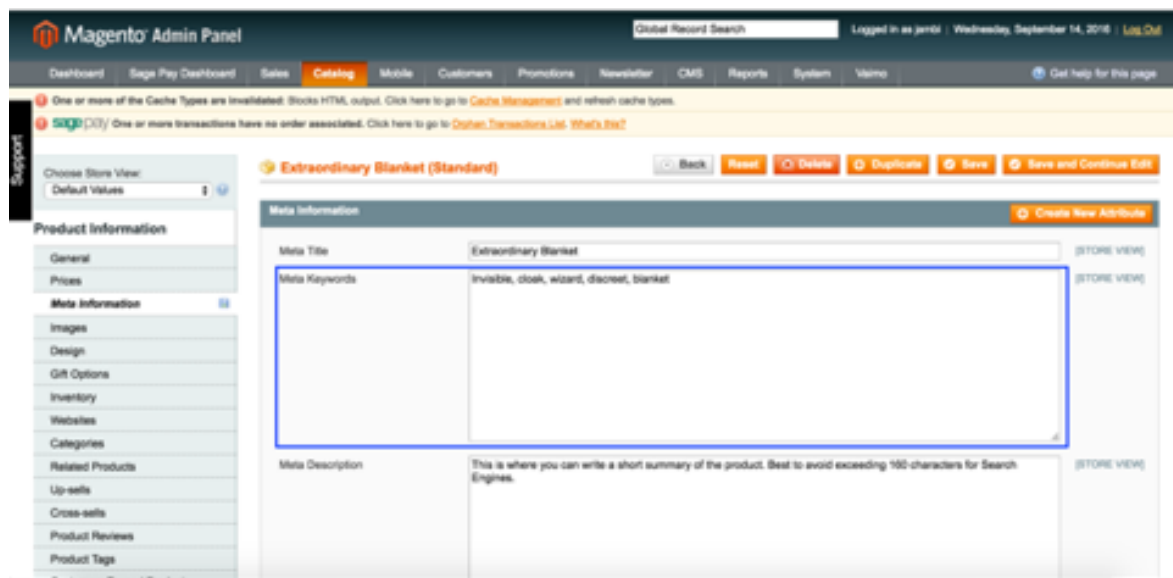 Magento Admin Panel
Global Record Search
Logged in as jambi | Wednesday, September 14, 2016 | Log Out
Dashboard Sage Pay Dashboard Sales Catalog Mobile Customers Promotions Newsletter CMS Reports System Vaimo Get help for this page
One or more of the Cache Types are invalidated: Blocks HTML output. Click here to go to Cache Management and refresh cache types.
sage pay One or more transactions have no order associated. Click here to go to Orphan Transactions List. What's this?
Support
Choose Store View:
Default Values
Extraordinary Blanket (Standard)
Back Reset Delete Duplicate Save Save and Continue Edit
Product Information
General
Prices
Meta Information
Images
Design
Gift Options
Inventory
Websites
Categories
Related Products
Up-sells
Cross-sells
Product Reviews
Product Tags
Meta Information
Create New Attribute
Meta Title Extraordinary Blanket [STORE VIEW]
Meta Keywords Invisible, cloak, wizard, discreet, blanket [STORE VIEW]
Meta Description This is where you can write a short summary of the product. Best to avoid exceeding 160 characters for Search [STORE VIEW]
Engines.